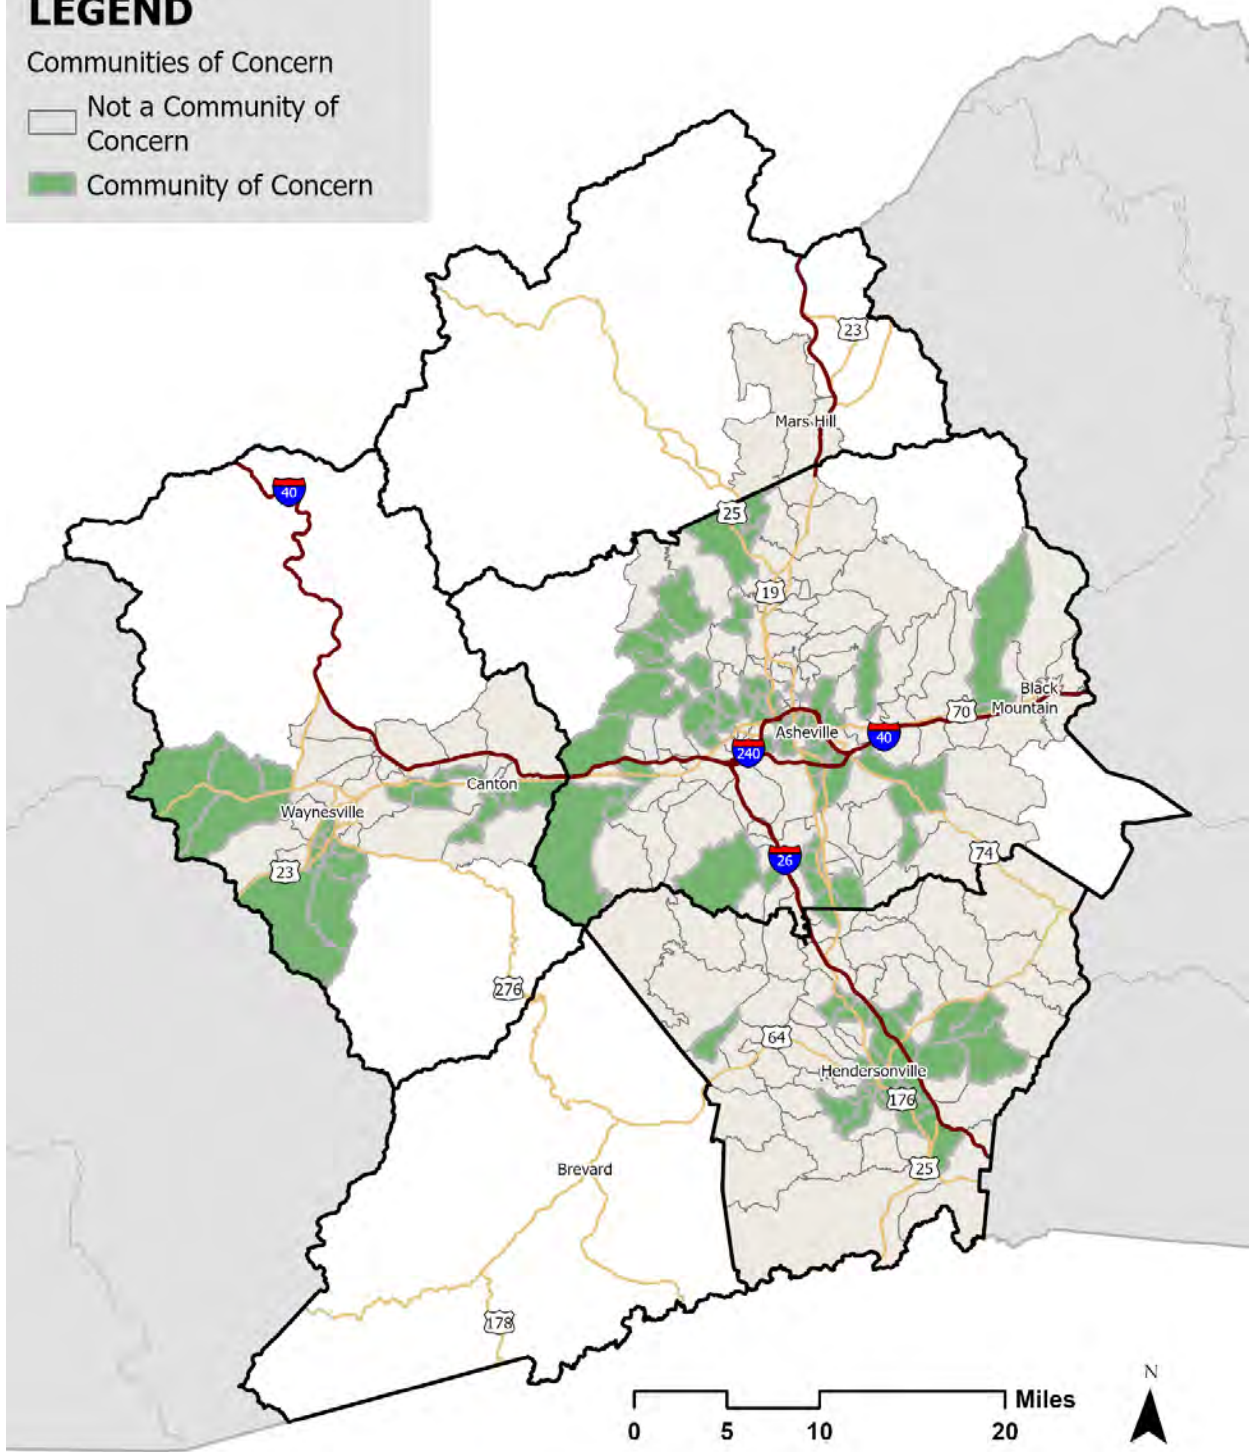 LEGEND
Communities of Concern
Not a Community of
Concern
Community of Concern
23
Mars Hill
40
25
19
Black
Mountain
70
Asheville
40
240
Canton
Waynesville
23
26
74
276
64
Hendersonville
176
25
Brevard
178
N
Miles
0 5 10 20